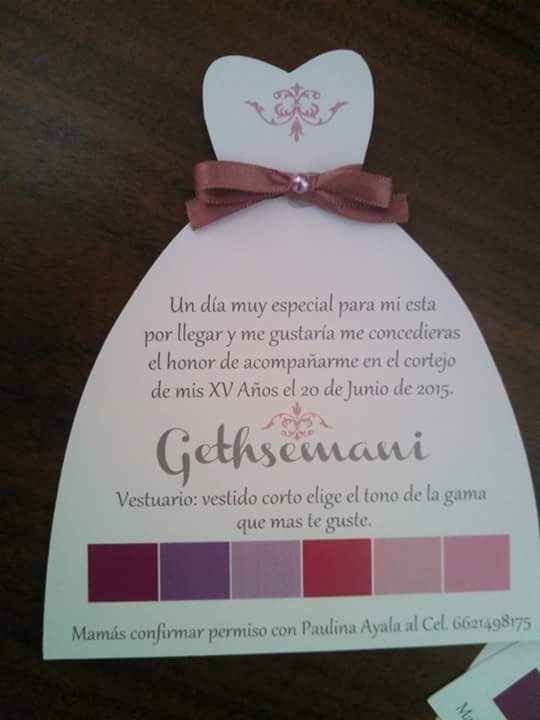 Un día muy especial para mi esta
por llegar y me gustaría me concedieras
el honor de acompañarme en el cortejo
de mis XV Años el 20 de Junio de 2015.
Gethsemani
Vestuario: vestido corto elige el tono de la gama
que mas te guste.
Mamás confirmar permiso con Paulina Ayala al Cel. 6621498175